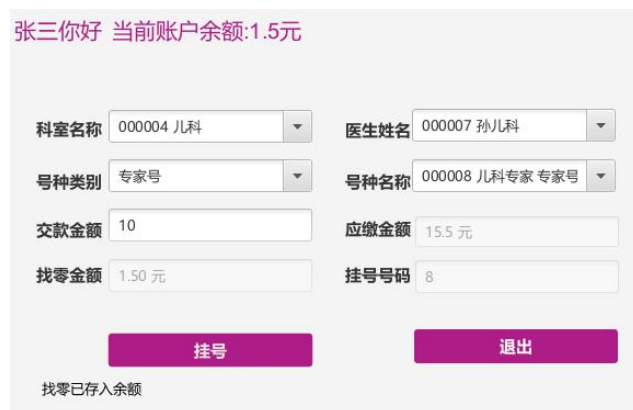 张三你好 当前账户余额:1.5元
科室名称 000004 儿科 医生姓名 000007 孙儿科
号种类别 专家号 号种名称 000008 儿科专家 专家号
交款金额 10 应缴金额 15.5 元
找零金额 1.50 元 挂号号码 8
挂号 退出
找零已存入余额